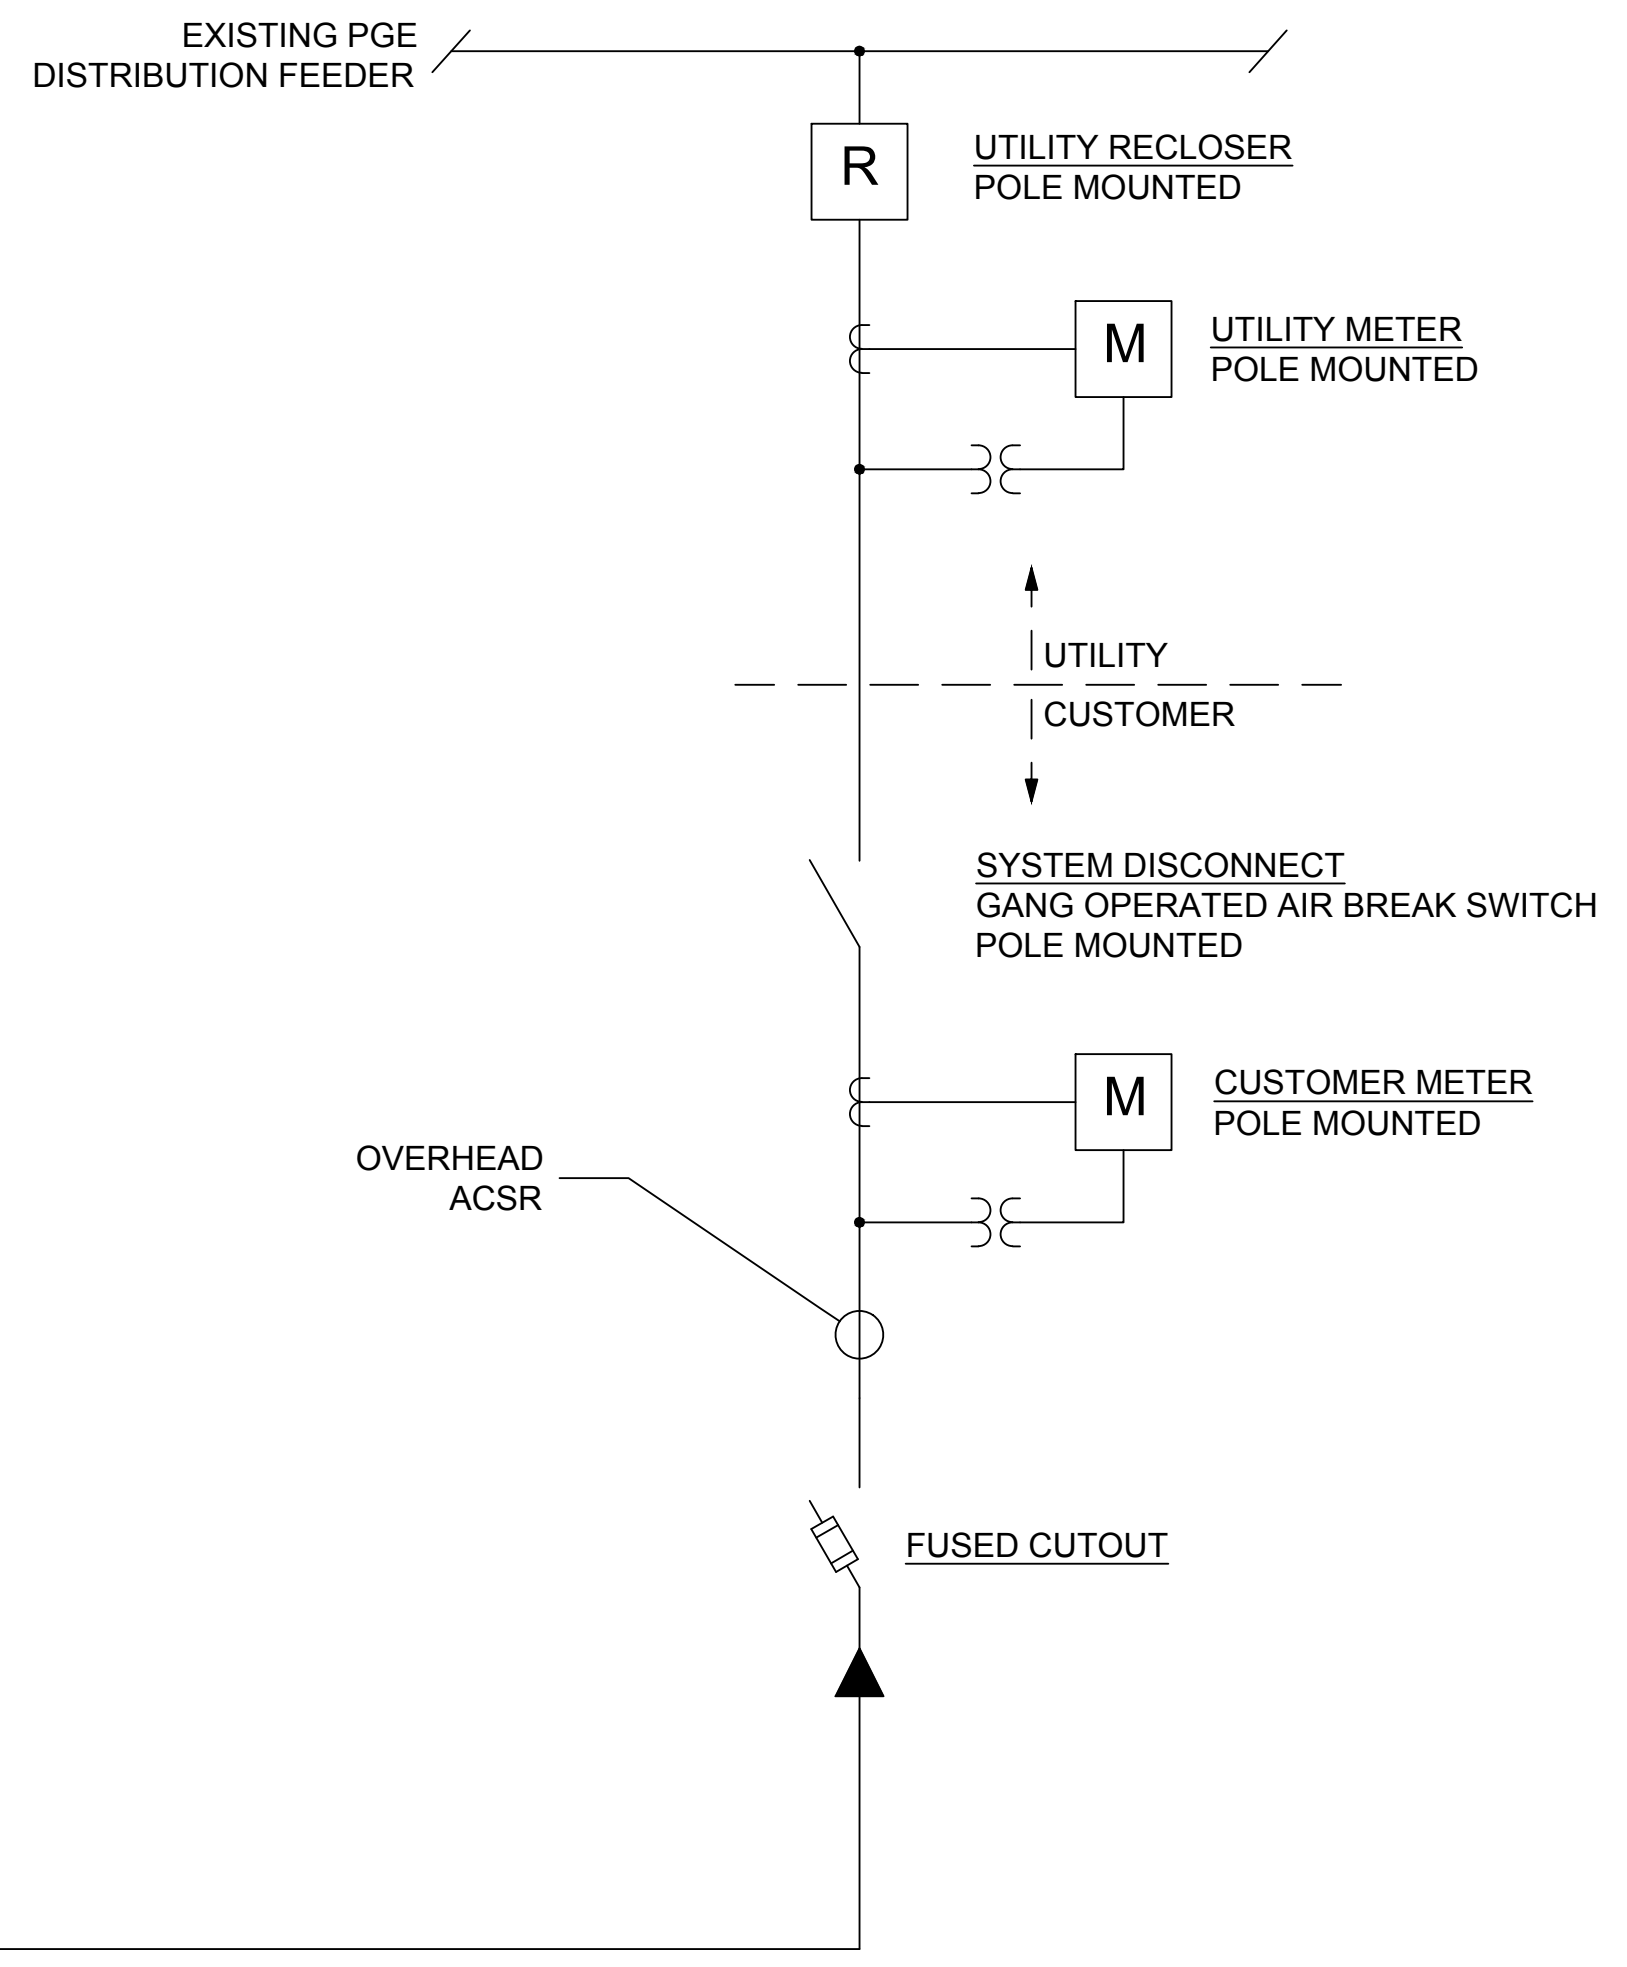 EXISTING PGE
DISTRIBUTION FEEDER
R
UTILITY RECLOSER
POLE MOUNTED
M
UTILITY METER
POLE MOUNTED
UTILITY
CUSTOMER
SYSTEM DISCONNECT
GANG OPERATED AIR BREAK SWITCH
POLE MOUNTED
M
CUSTOMER METER
POLE MOUNTED
OVERHEAD
ACSR
FUSED CUTOUT